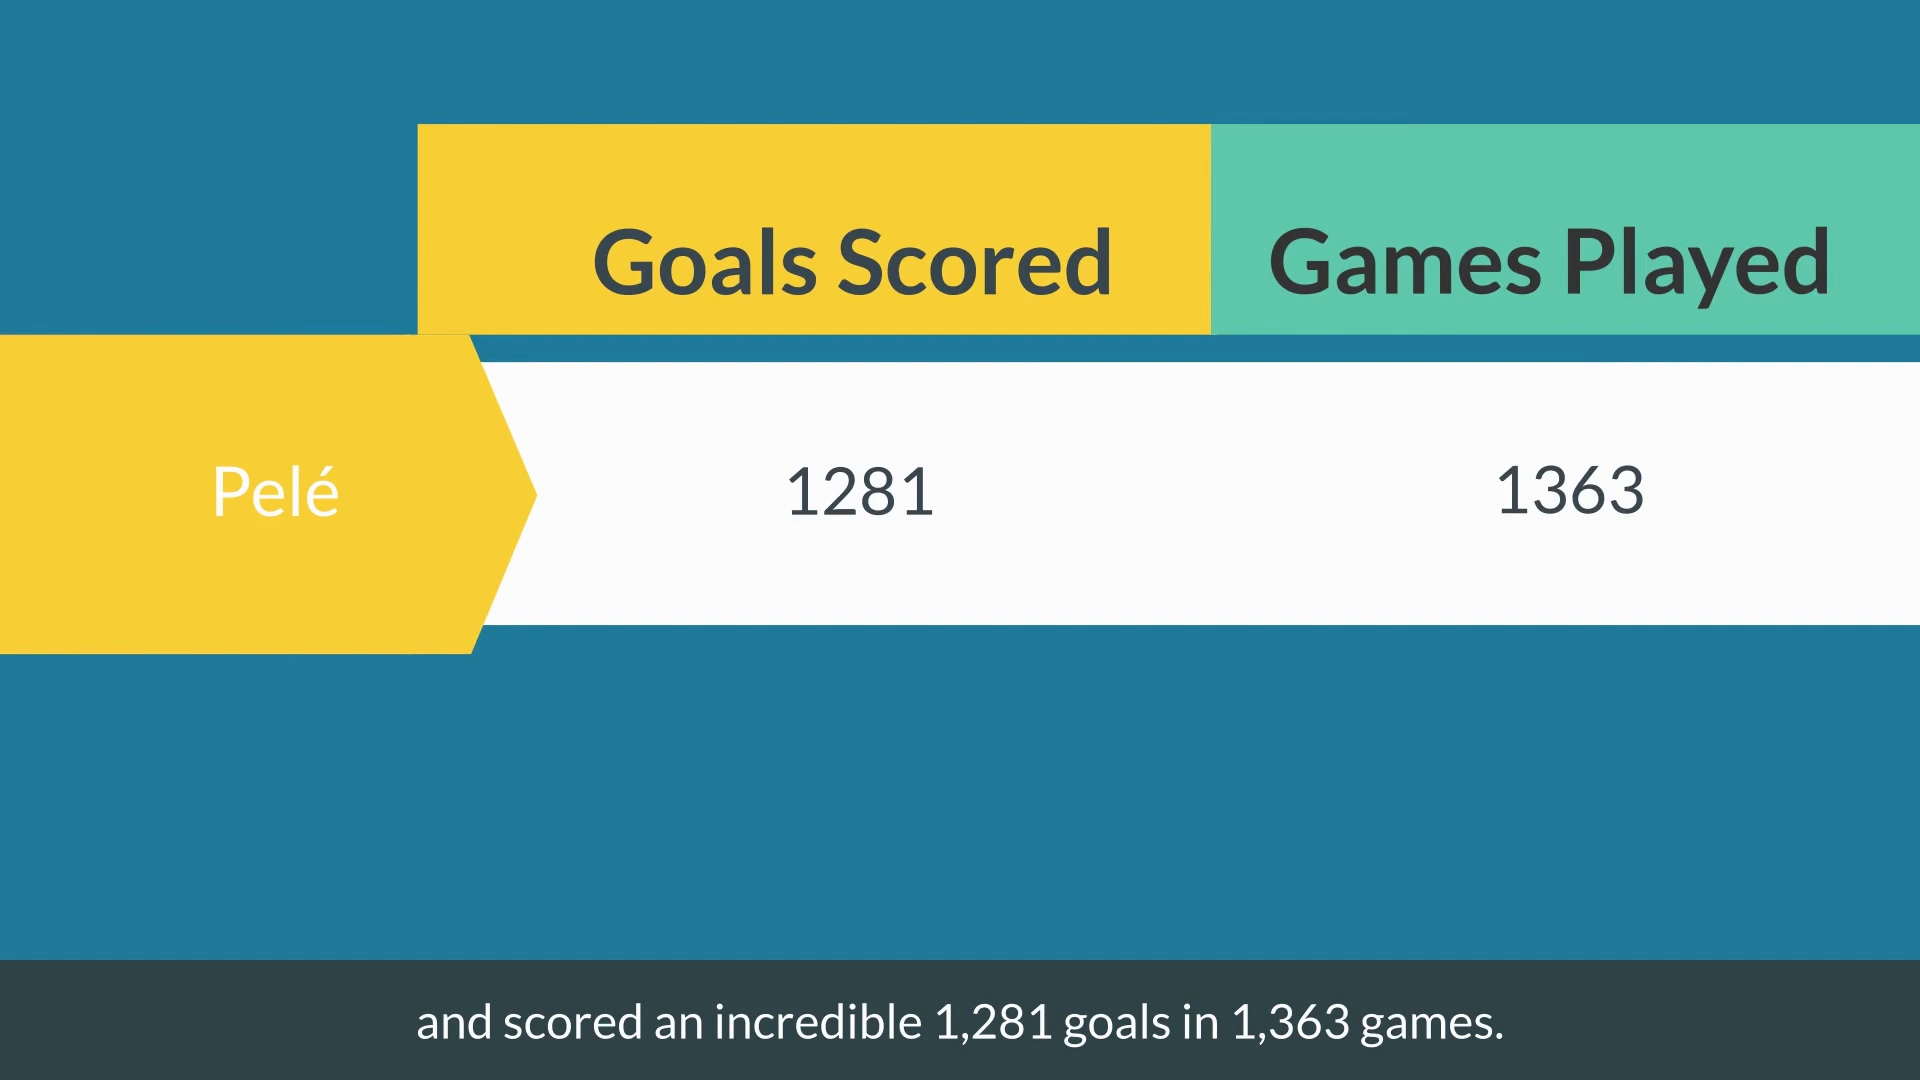 Goals Scored Games Played
Pelé 1281 1363
and scored an incredible 1,281 goals in 1,363 games.